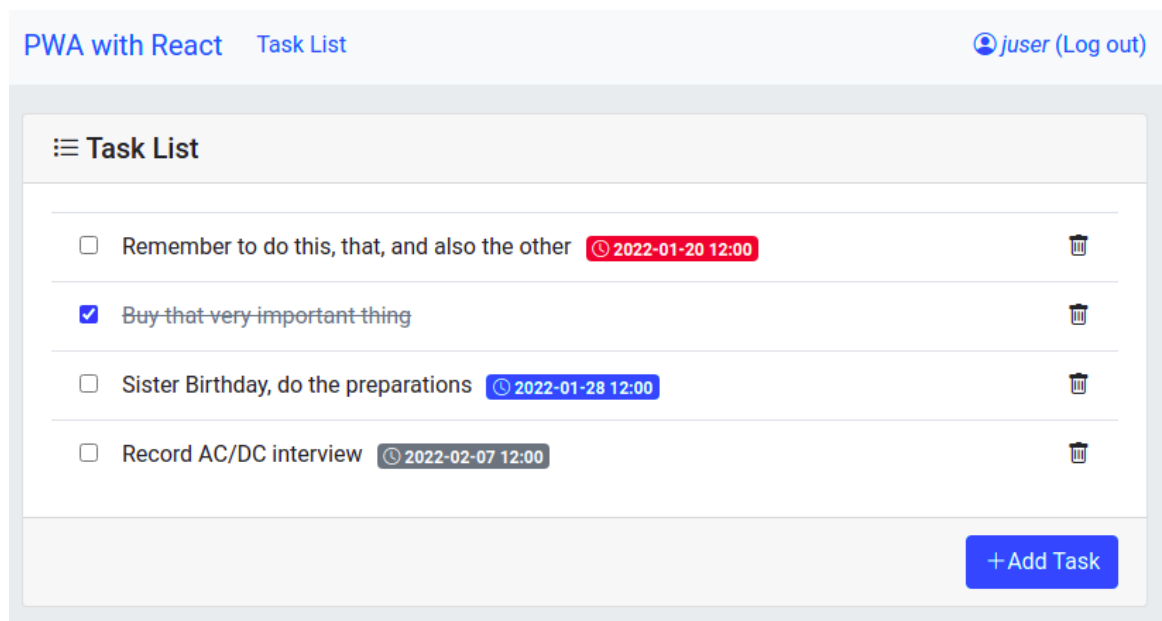 PWA with React Task List juser (Log out)
Task List
Remember to do this, that, and also the other 2022-01-20 12:00
Buy that very important thing
Sister Birthday, do the preparations 2022-01-28 12:00
Record AC/DC interview 2022-02-07 12:00
+Add Task